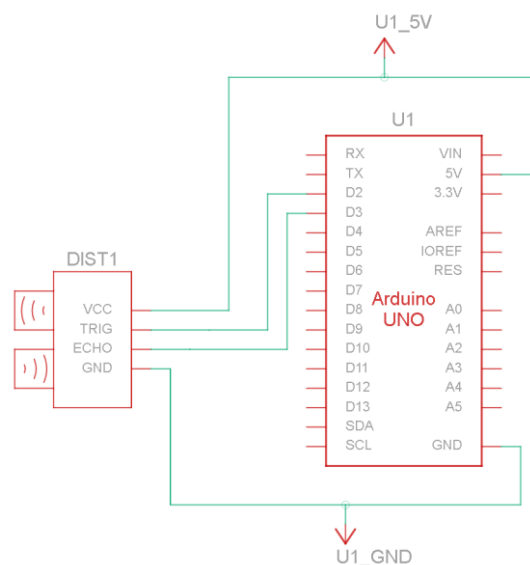 U1_5V
U1
RX VIN
TX 5V
D2 3.3V
D3
D4 AREF
D5 IOREF
D6 RES
D7
D8 A0
D9 A1
D10 A2
D11 A3
D12 A4
D13 A5
SDA
SCL GND
Arduino
UNO
DIST1
VCC
TRIG
ECHO
GND
U1_GND